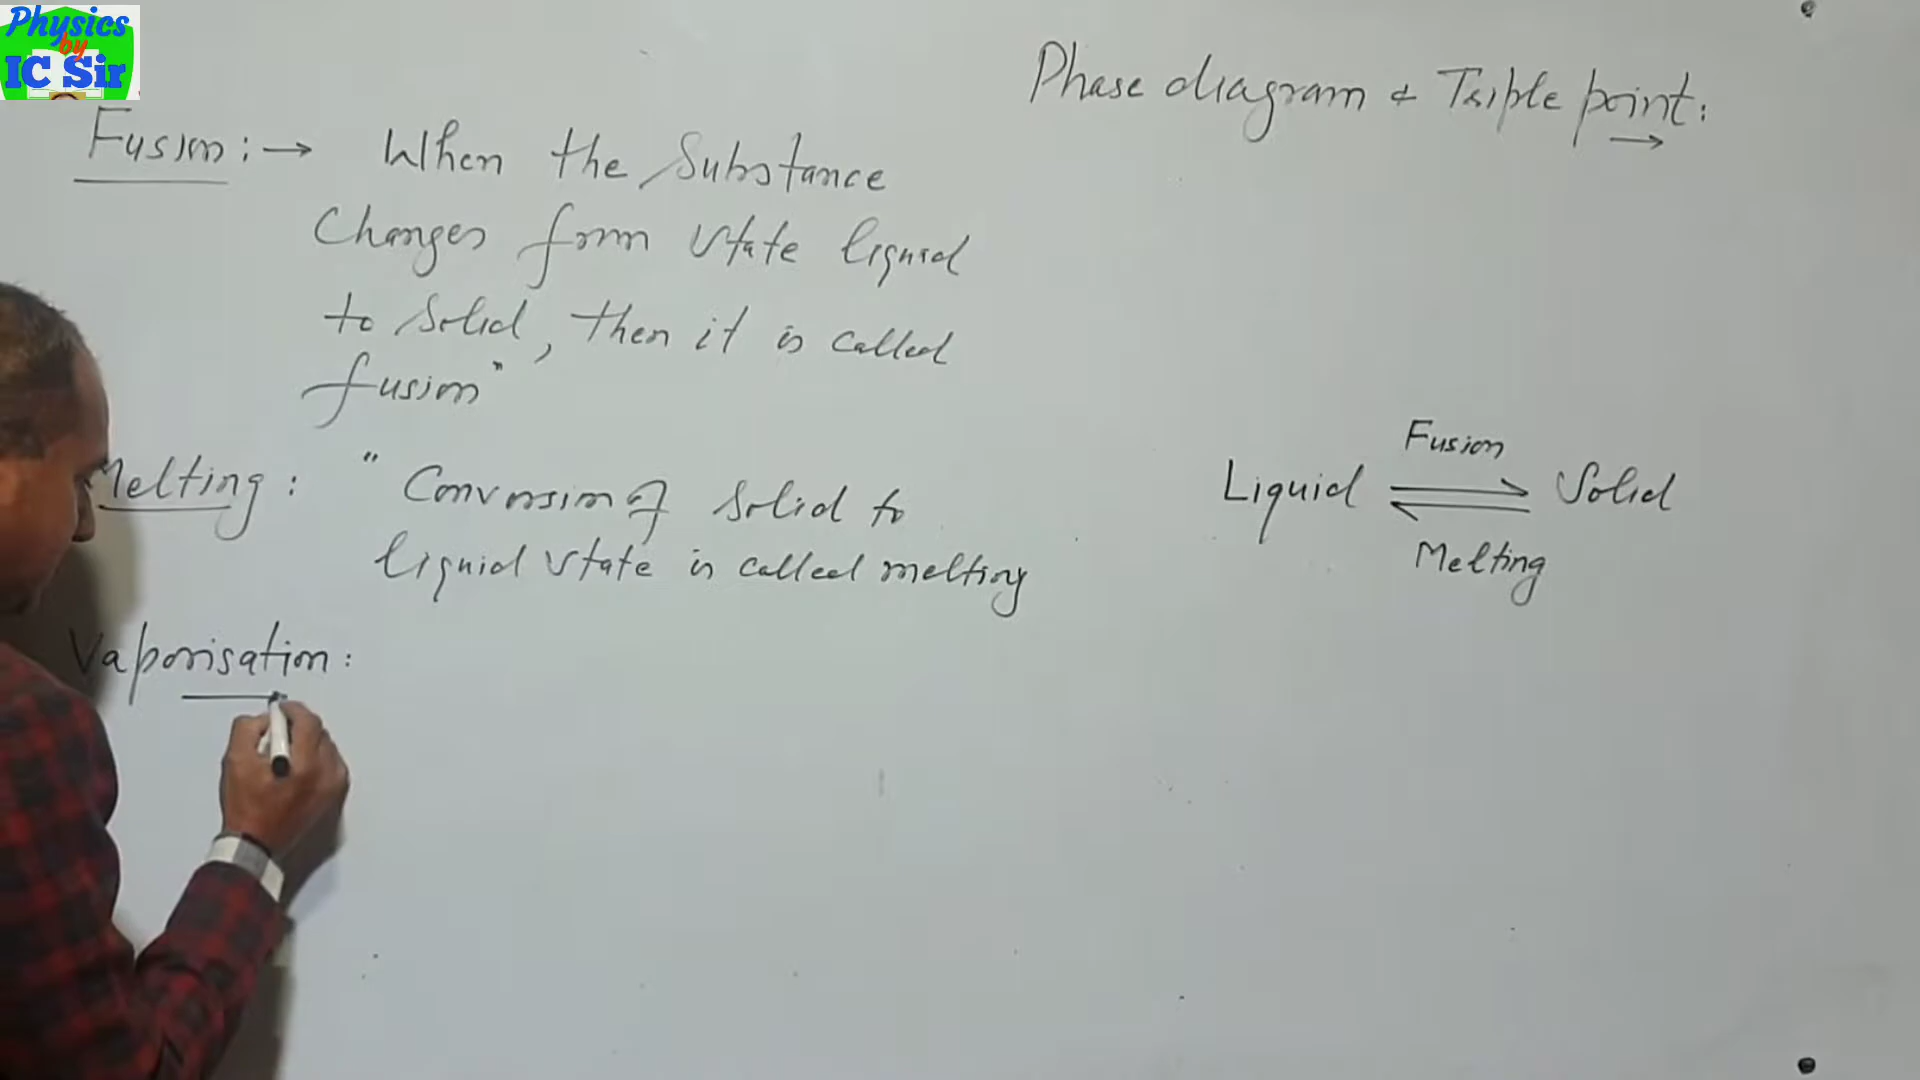 Physics
by
IC Sir
Phase diagram & Triple point:
Fusion: → When the Substance
Changes from state liquid
to solid, then it is called
fusion"
Melting: " Conversion of solid to
liquid state is called melting
Fusion
Liquid ⇌ Solid
Melting
Vaporisation: